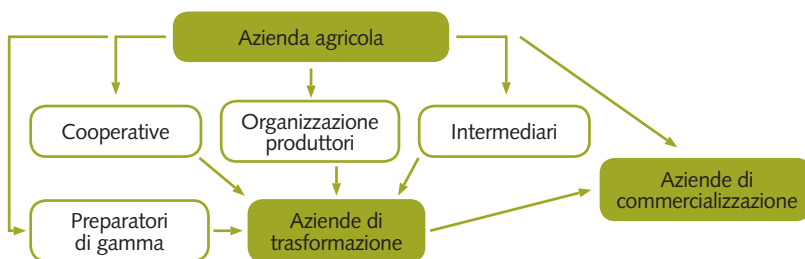 Azienda agricola
Cooperative
Organizzazione
produttori
Intermediari
Aziende di
commercializzazione
Preparatori
di gamma
Aziende di
trasformazione